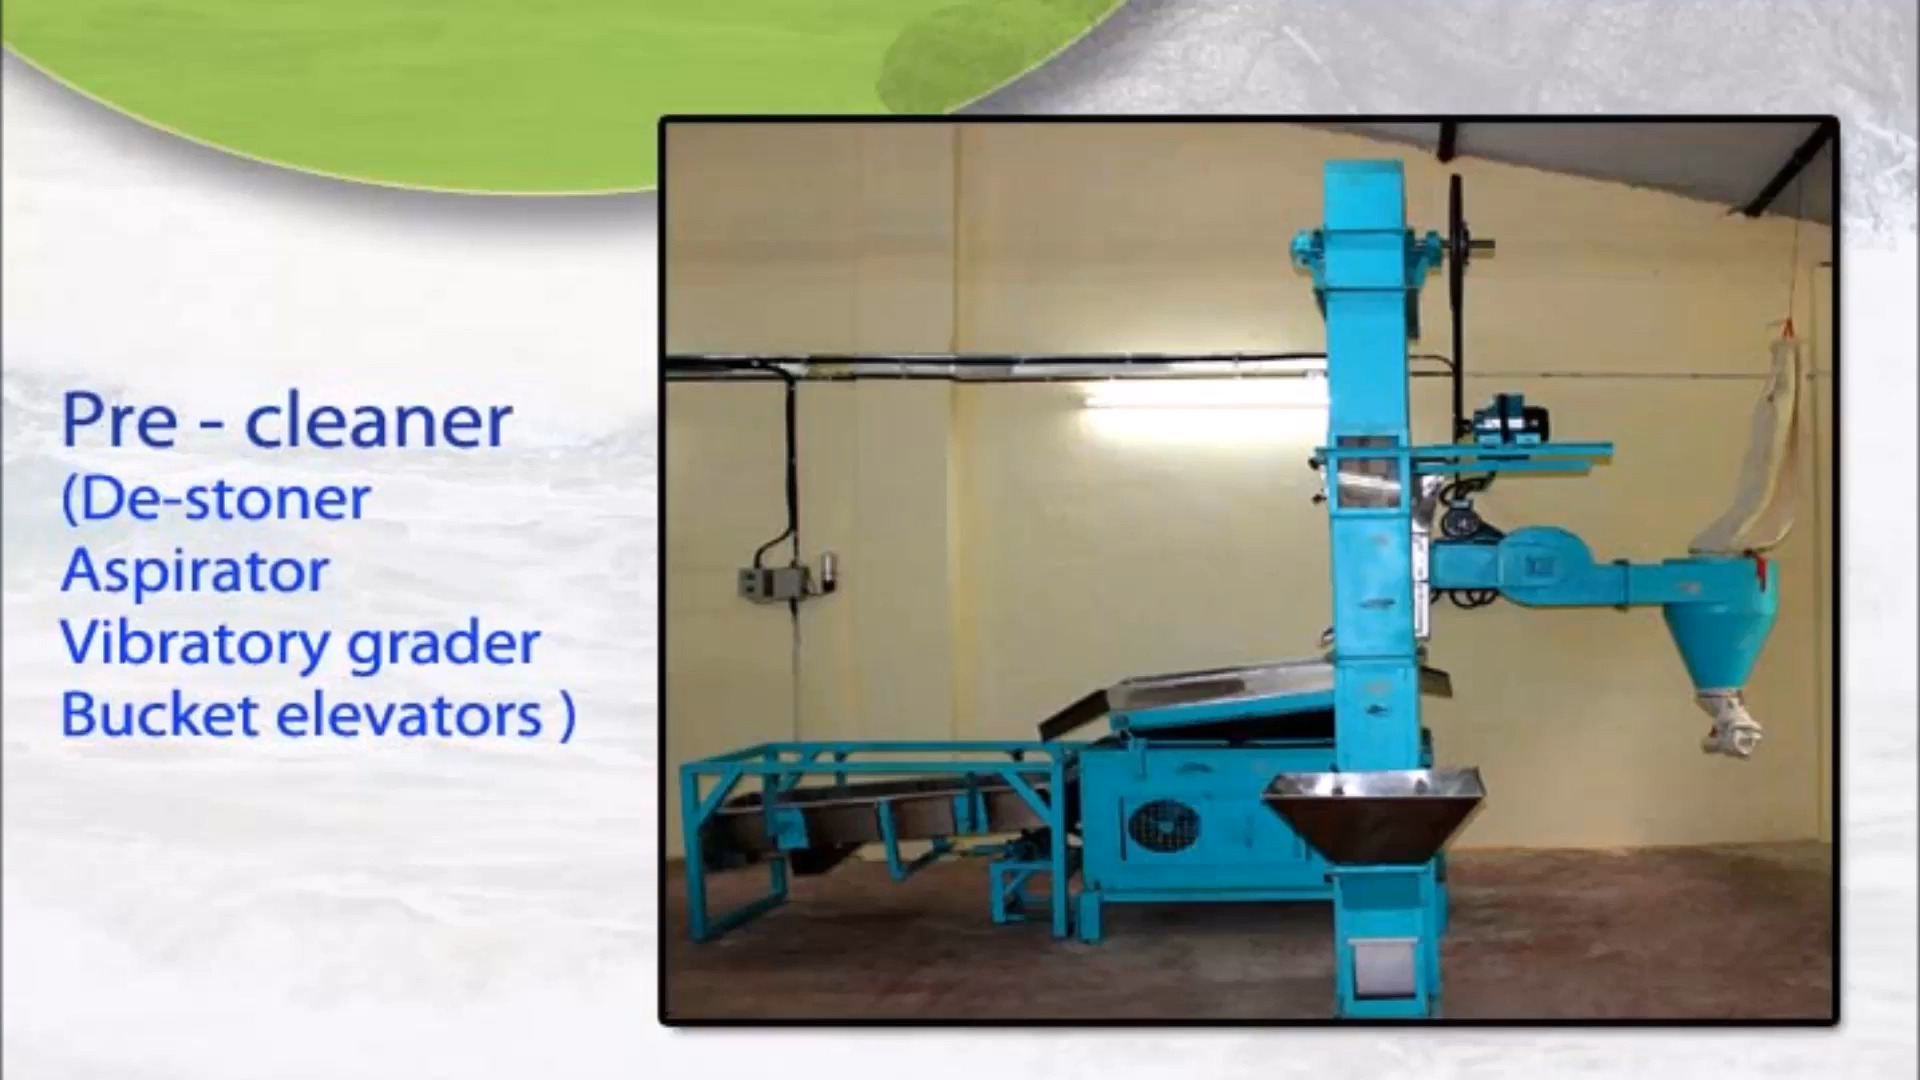 Pre - cleaner
(De-stoner
Aspirator
Vibratory grader
Bucket elevators )